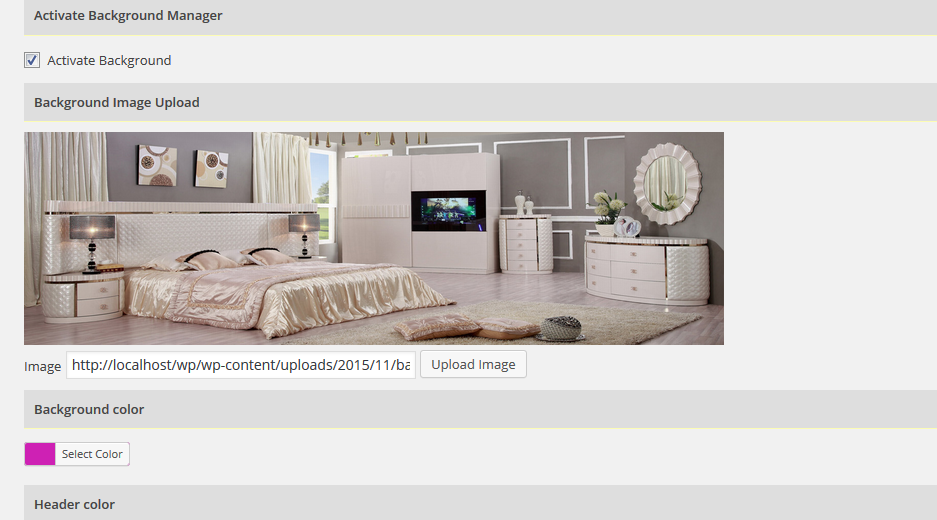 Activate Background Manager
Activate Background
Background Image Upload
Image http://localhost/wp/wp-content/uploads/2015/11/ba Upload Image
Background color
Select Color
Header color